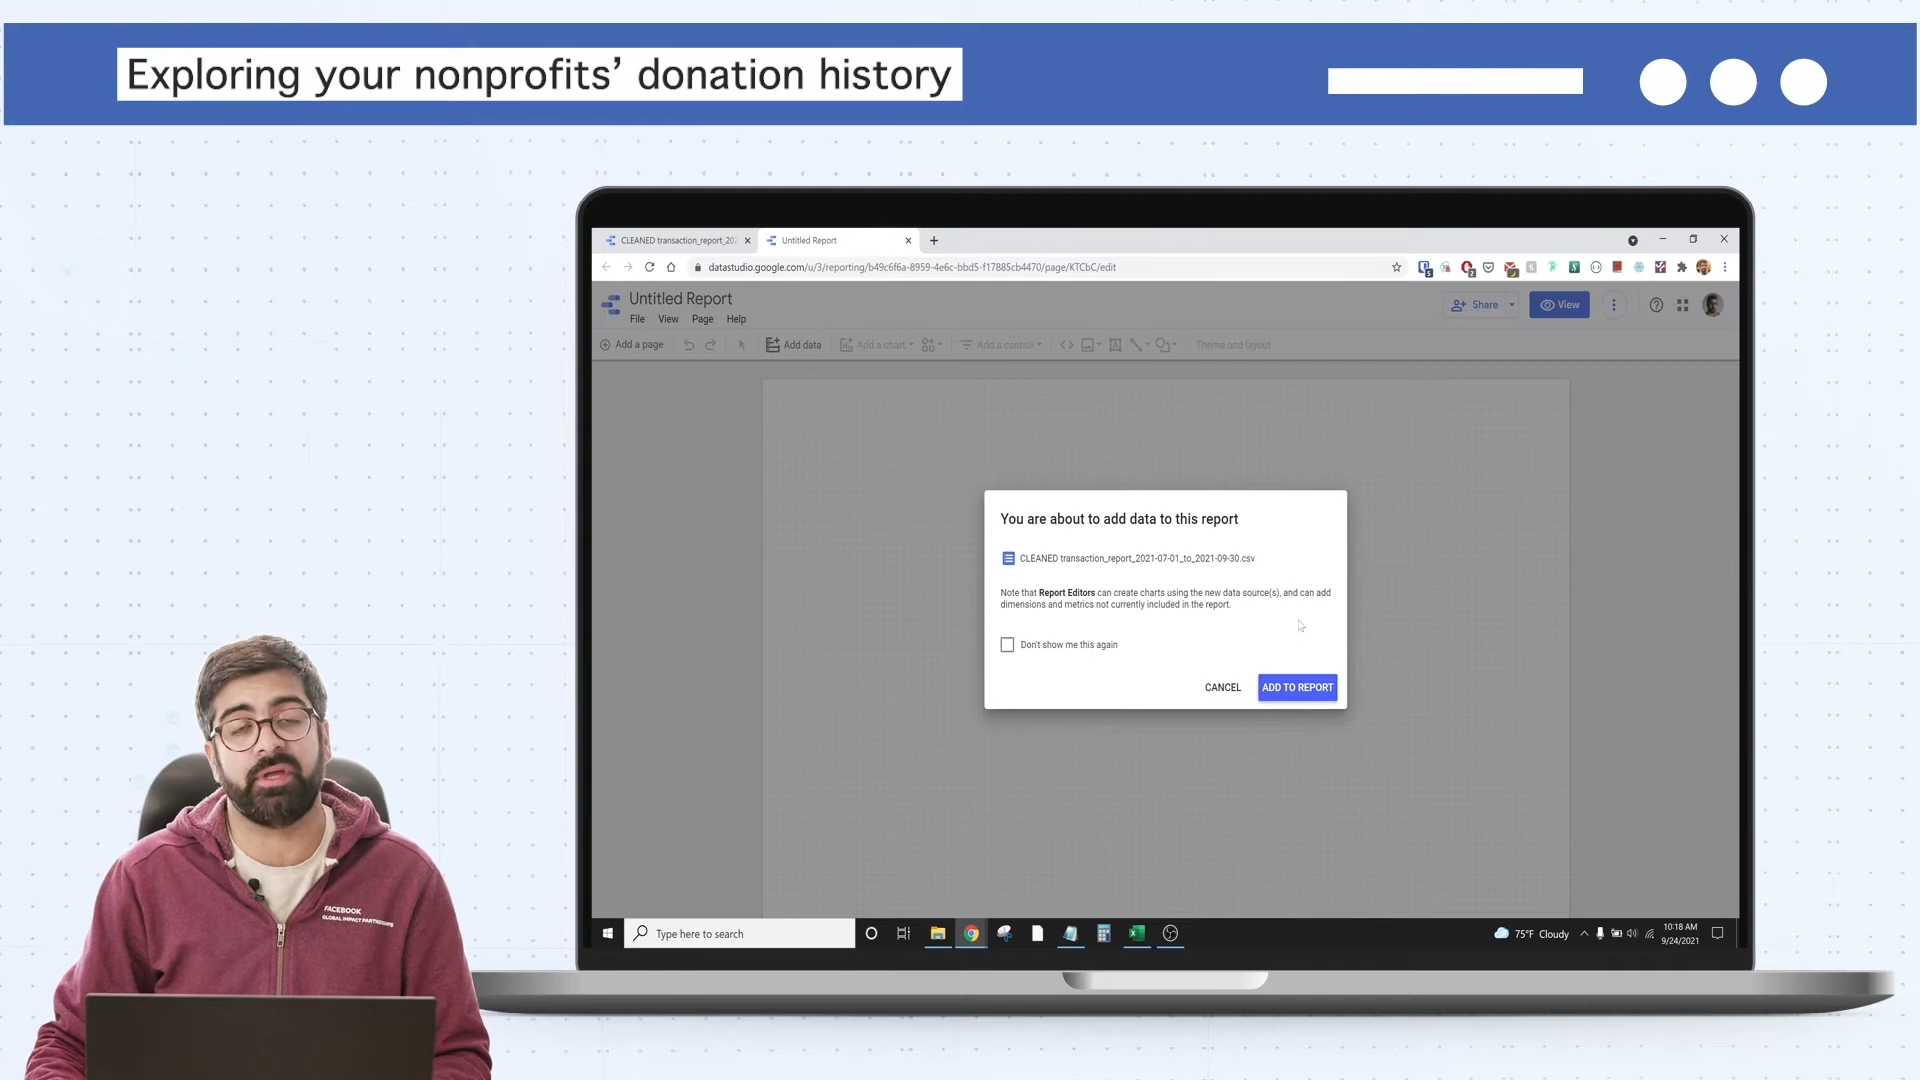 Exploring your nonprofits’ donation history
CLEANED transaction_report_202
Untitled Report
datastudio.google.com/u/3/reporting/b49c6f6a-8959-4e6c-bbd5-f17885cb4470/page/KTCbC/edit
Untitled Report
File View Page Help
Share
View
Add a page
Add data
Add a chart
Add a control
Theme and layout
You are about to add data to this report
CLEANED transaction_report_2021-07-01_to_2021-09-30.csv
Note that Report Editors can create charts using the new data source(s), and can add
dimensions and metrics not currently included in the report.
Don't show me this again
CANCEL ADD TO REPORT
FACEBOOK
GLOBAL IMPACT PARTNERSHIPS
Type here to search
75°F Cloudy
10:18 AM
9/24/2021